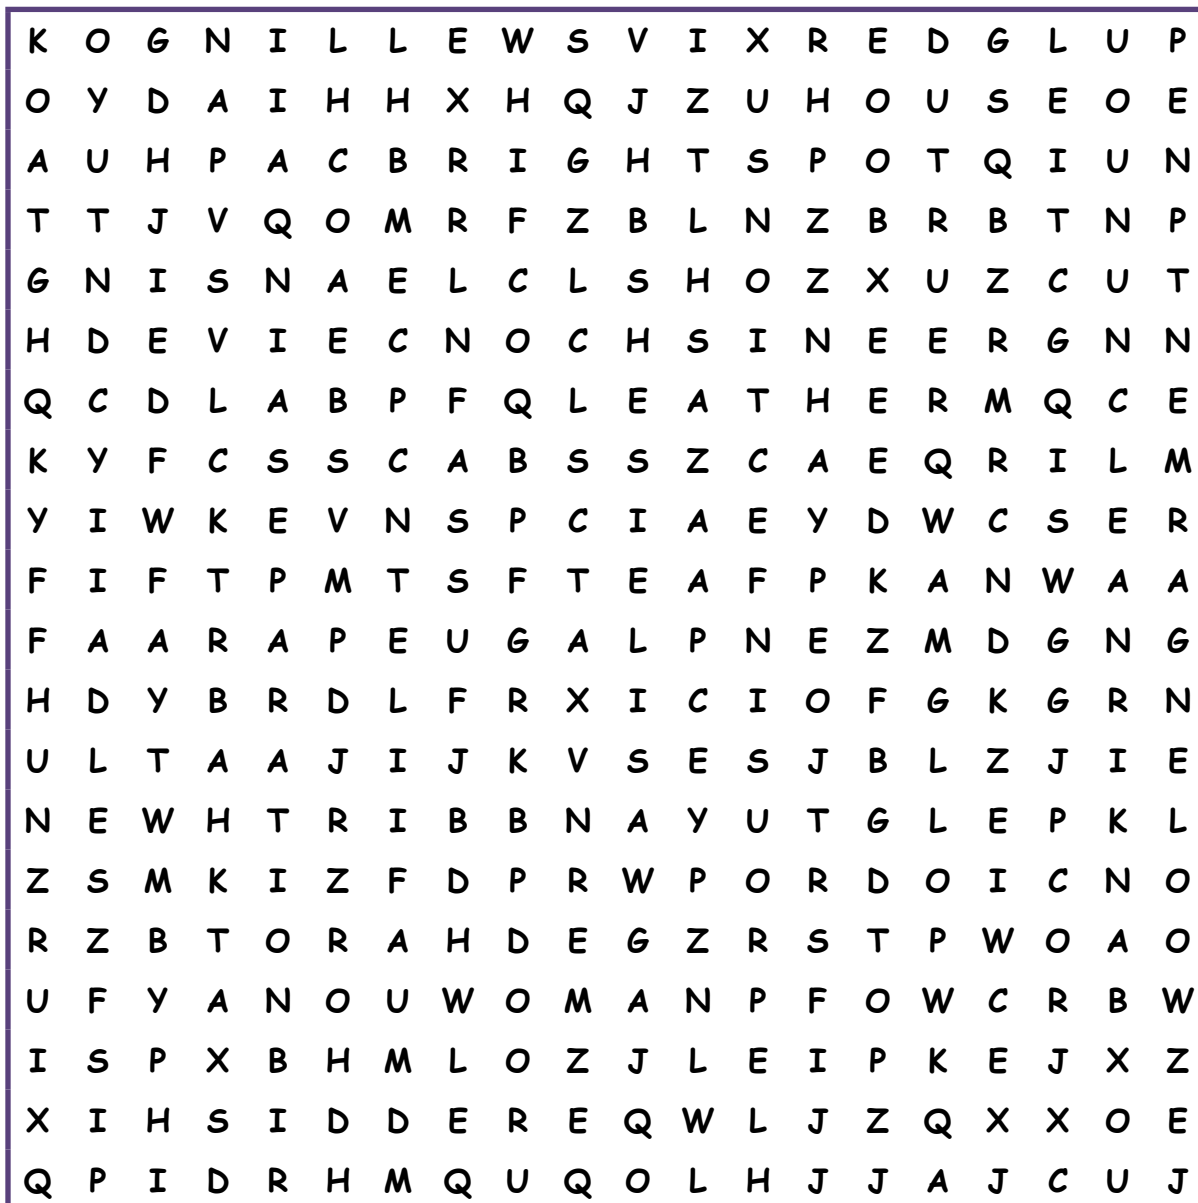 K O G N I L L E W S V I X R E D G L U P
O Y D A I H H X H Q J Z U H O U S E O E
A U H P A C B R I G H T S P O T Q I U N
T T J V Q O M R F Z B L N Z B R B T N P
G N I S N A E L C L S H O Z X U Z C U T
H D E V I E C N O C H S I N E E R G N N
Q C D L A B P F Q L E A T H E R M Q C E
K Y F C S S C A B S S Z C A E Q R I L M
Y I W K E V N S P C I A E Y D W C S E R
F I F T P M T S F T E A F P K A N W A A
F A A R A P E U G A L P N E Z M D G N G
H D Y B R D L F R X I C I O F G K G R N
U L T A A J I J K V S E S J B L Z J I E
N E W H T R I B B N A Y U T G L E P K L
Z S M K I Z F D P R W P O R D O I C N O
R Z B T O R A H D E G Z R S T P W O A O
U F Y A N O U W O M A N P F O W C R B W
I S P X B H M L O Z J L E I P K E J X Z
X I H S I D D E R E Q W L J Z Q X X O E
Q P I D R H M Q U Q O L H J J A J C U J